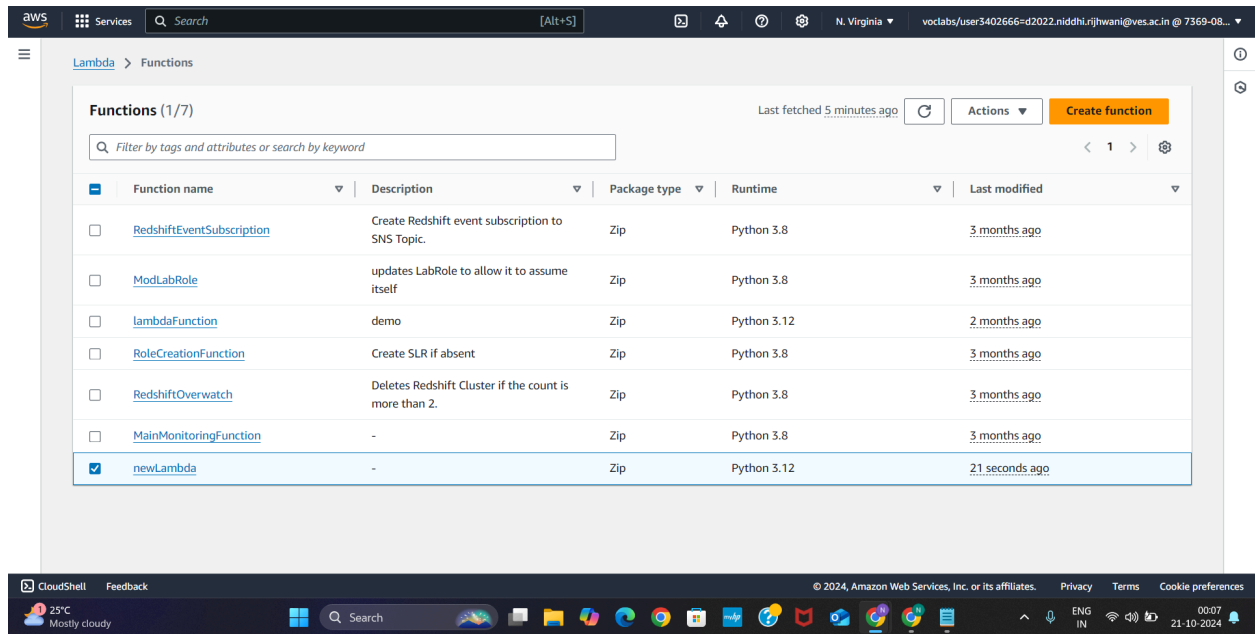 aws Services Search [Alt+S] N. Virginia voclabs/user3402666=d2022.niddhi.rijhwani@ves.ac.in @ 7369-08...
Lambda > Functions
Functions (1/7) Last fetched 5 minutes ago Actions Create function
Filter by tags and attributes or search by keyword 1
Function name Description Package type Runtime Last modified
RedshiftEventSubscription Create Redshift event subscription to Zip Python 3.8 3 months ago
SNS Topic.
ModLabRole updates LabRole to allow it to assume Zip Python 3.8 3 months ago
itself
lambdaFunction demo Zip Python 3.12 2 months ago
RoleCreationFunction Create SLR if absent Zip Python 3.8 3 months ago
RedshiftOverwatch Deletes Redshift Cluster if the count is Zip Python 3.8 3 months ago
more than 2.
MainMonitoringFunction - Zip Python 3.8 3 months ago
newLambda - Zip Python 3.12 21 seconds ago
CloudShell Feedback © 2024, Amazon Web Services, Inc. or its affiliates. Privacy Terms Cookie preferences
1 25°C Search ENG 00:07
Mostly cloudy IN 21-10-2024